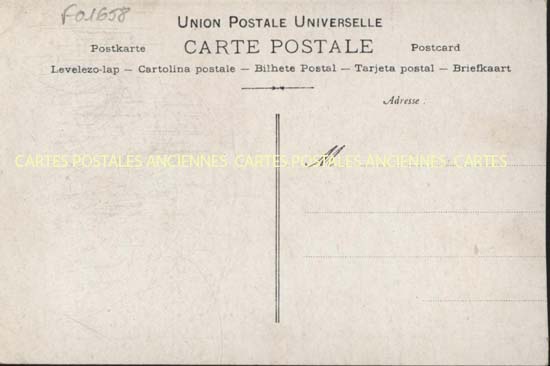 Fo1658
UNION POSTALE UNIVERSELLE
Postkarte CARTE POSTALE Postcard
Levelezo-lap — Cartolina postale — Bilhete Postal — Tarjeta postal — Briefkaart
Adresse :
M
CARTES POSTALES ANCIENNES CARTES POSTALES ANCIENNES CARTES